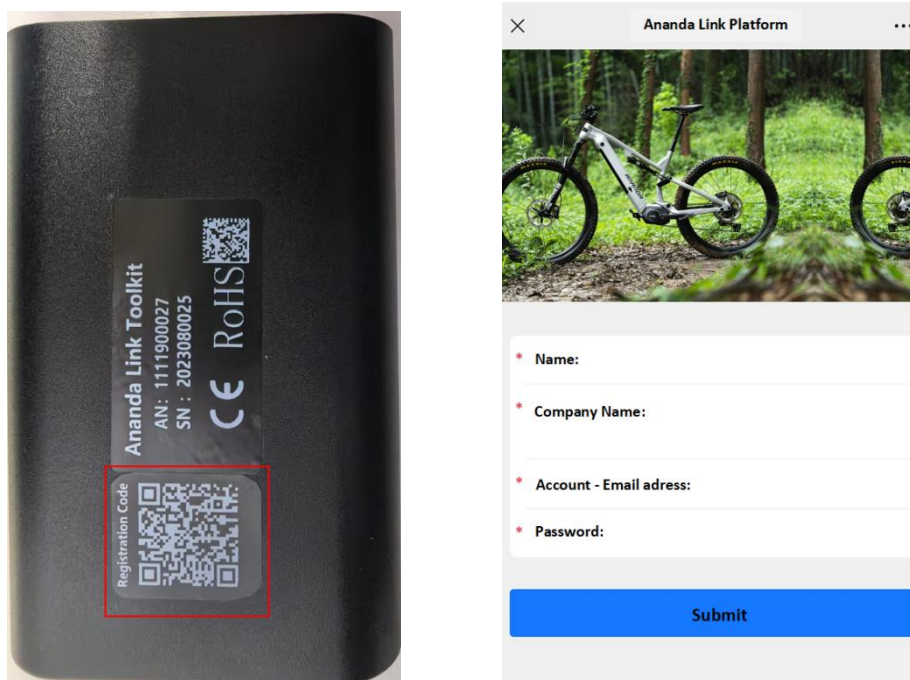 Ananda Link Toolkit
AN: 1111900027
SN : 2023080025
CE RoHS
Registration Code
Ananda Link Platform
* Name:
* Company Name:
* Account - Email adress:
* Password:
Submit